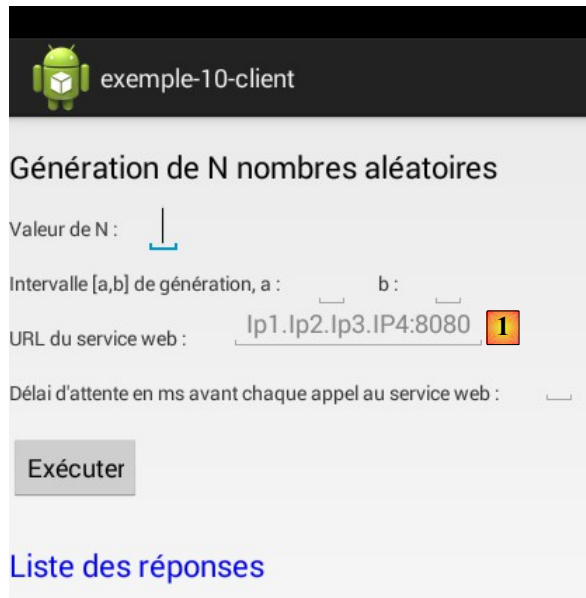 exemple-10-client
Génération de N nombres aléatoires
Valeur de N :
Intervalle [a,b] de génération, a : b :
URL du service web : Ip1.Ip2.Ip3.IP4:8080 1
Délai d'attente en ms avant chaque appel au service web :
Exécuter
Liste des réponses